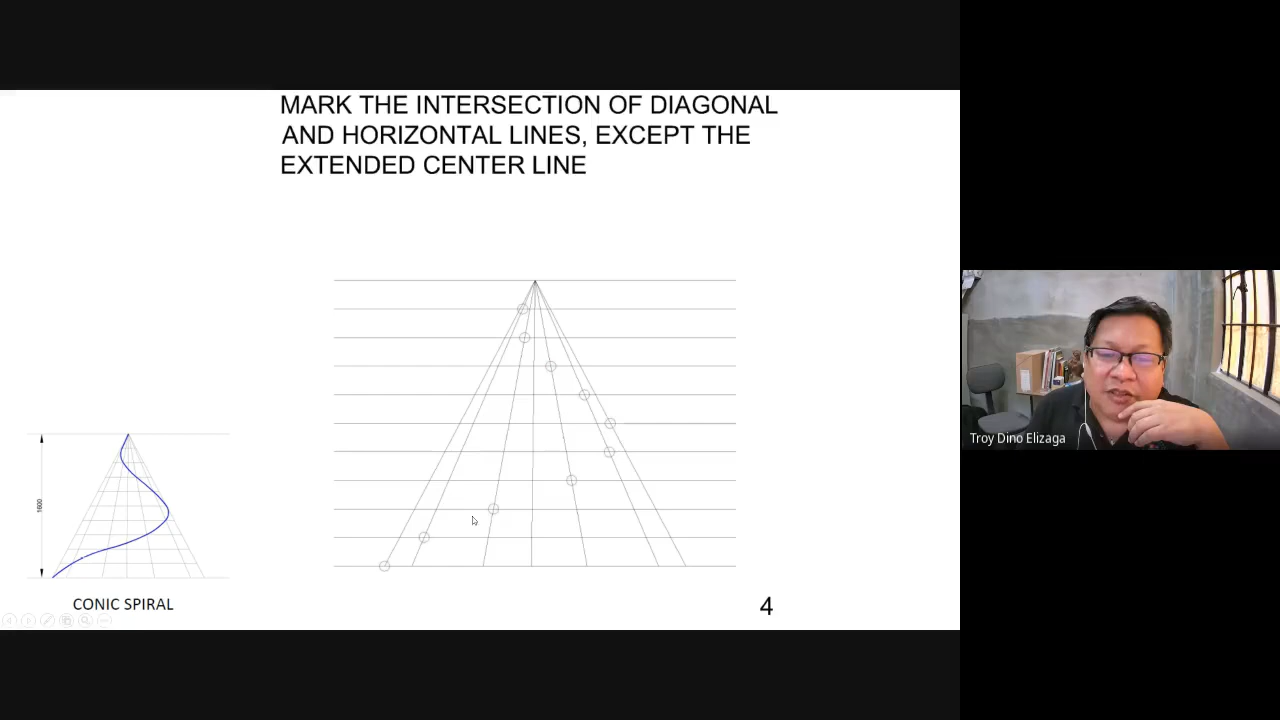 MARK THE INTERSECTION OF DIAGONAL
AND HORIZONTAL LINES, EXCEPT THE
EXTENDED CENTER LINE
1600
CONIC SPIRAL
4
Troy Dino Elizaga